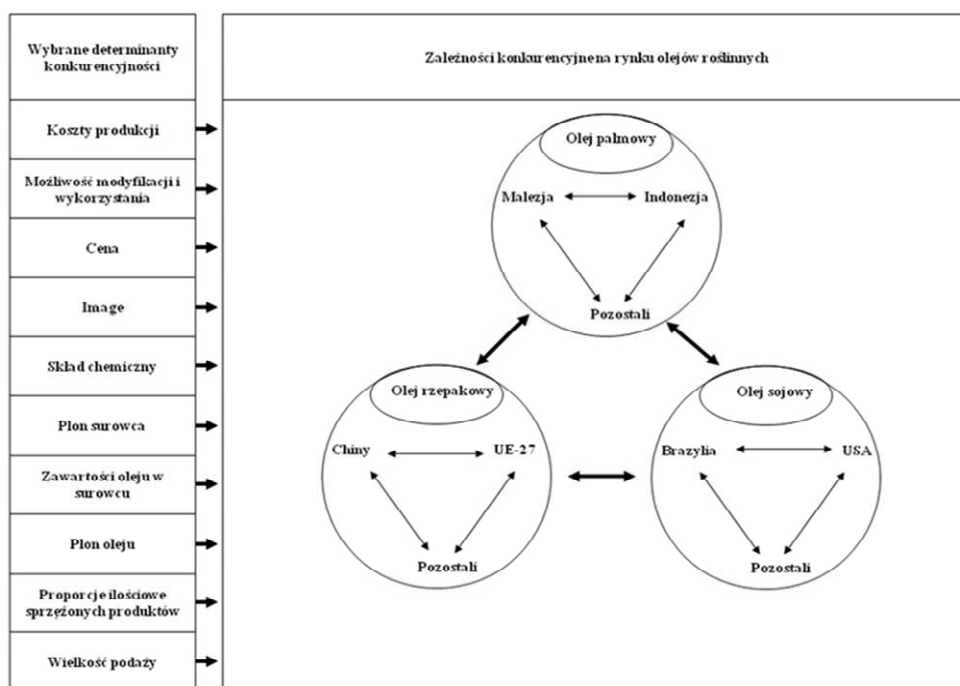 Wybrane determinanty
konkurencyjności
Zależności konkurencyjne na rynku olejów roślinnych
Koszty produkcji
Możliwość modyfikacji i
wykorzystania
Cena
Image
Skład chemiczny
Plon surowca
Zawartości oleju w
surowcu
Plon oleju
Proporcje ilościowe
sprzężonych produktów
Wielkość podaży
Olej palmowy
Malezja
Indonezja
Pozostali
Olej rzepakowy
Chiny
UE-27
Pozostali
Olej sojowy
Brazylia
USA
Pozostali